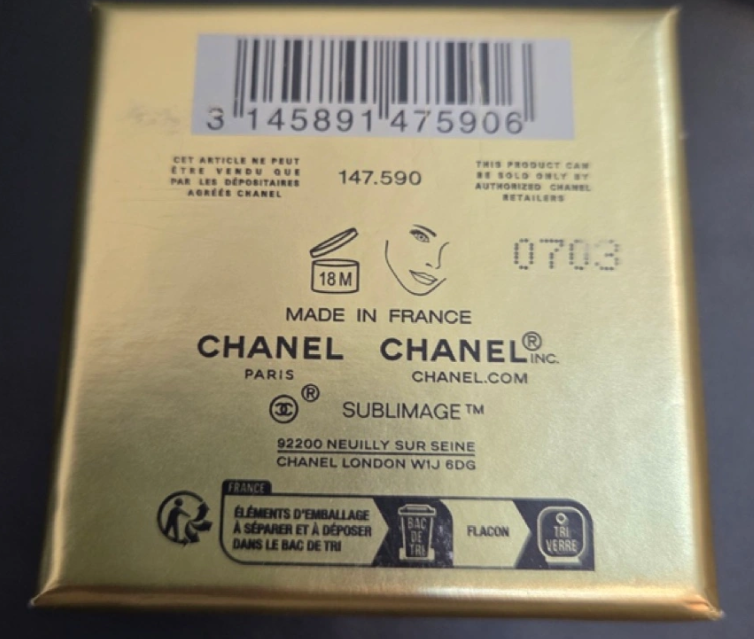 3 145891 475906
CET ARTICLE NE PEUT
ÊTRE VENDU QUE
PAR LES DÉPOSITAIRES
AGRÉÉS CHANEL
147.590
THIS PRODUCT CAN
BE SOLD ONLY BY
AUTHORIZED CHANEL
RETAILERS
0703
18 M
MADE IN FRANCE
CHANEL
PARIS
CHANEL® INC.
CHANEL.COM
® SUBLIMAGE™
92200 NEUILLY SUR SEINE
CHANEL LONDON W1J 6DG
FRANCE
ÉLÉMENTS D'EMBALLAGE
À SÉPARER ET À DÉPOSER
DANS LE BAC DE TRI
BAC
DE
TRI
FLACON
TRI
VERRE